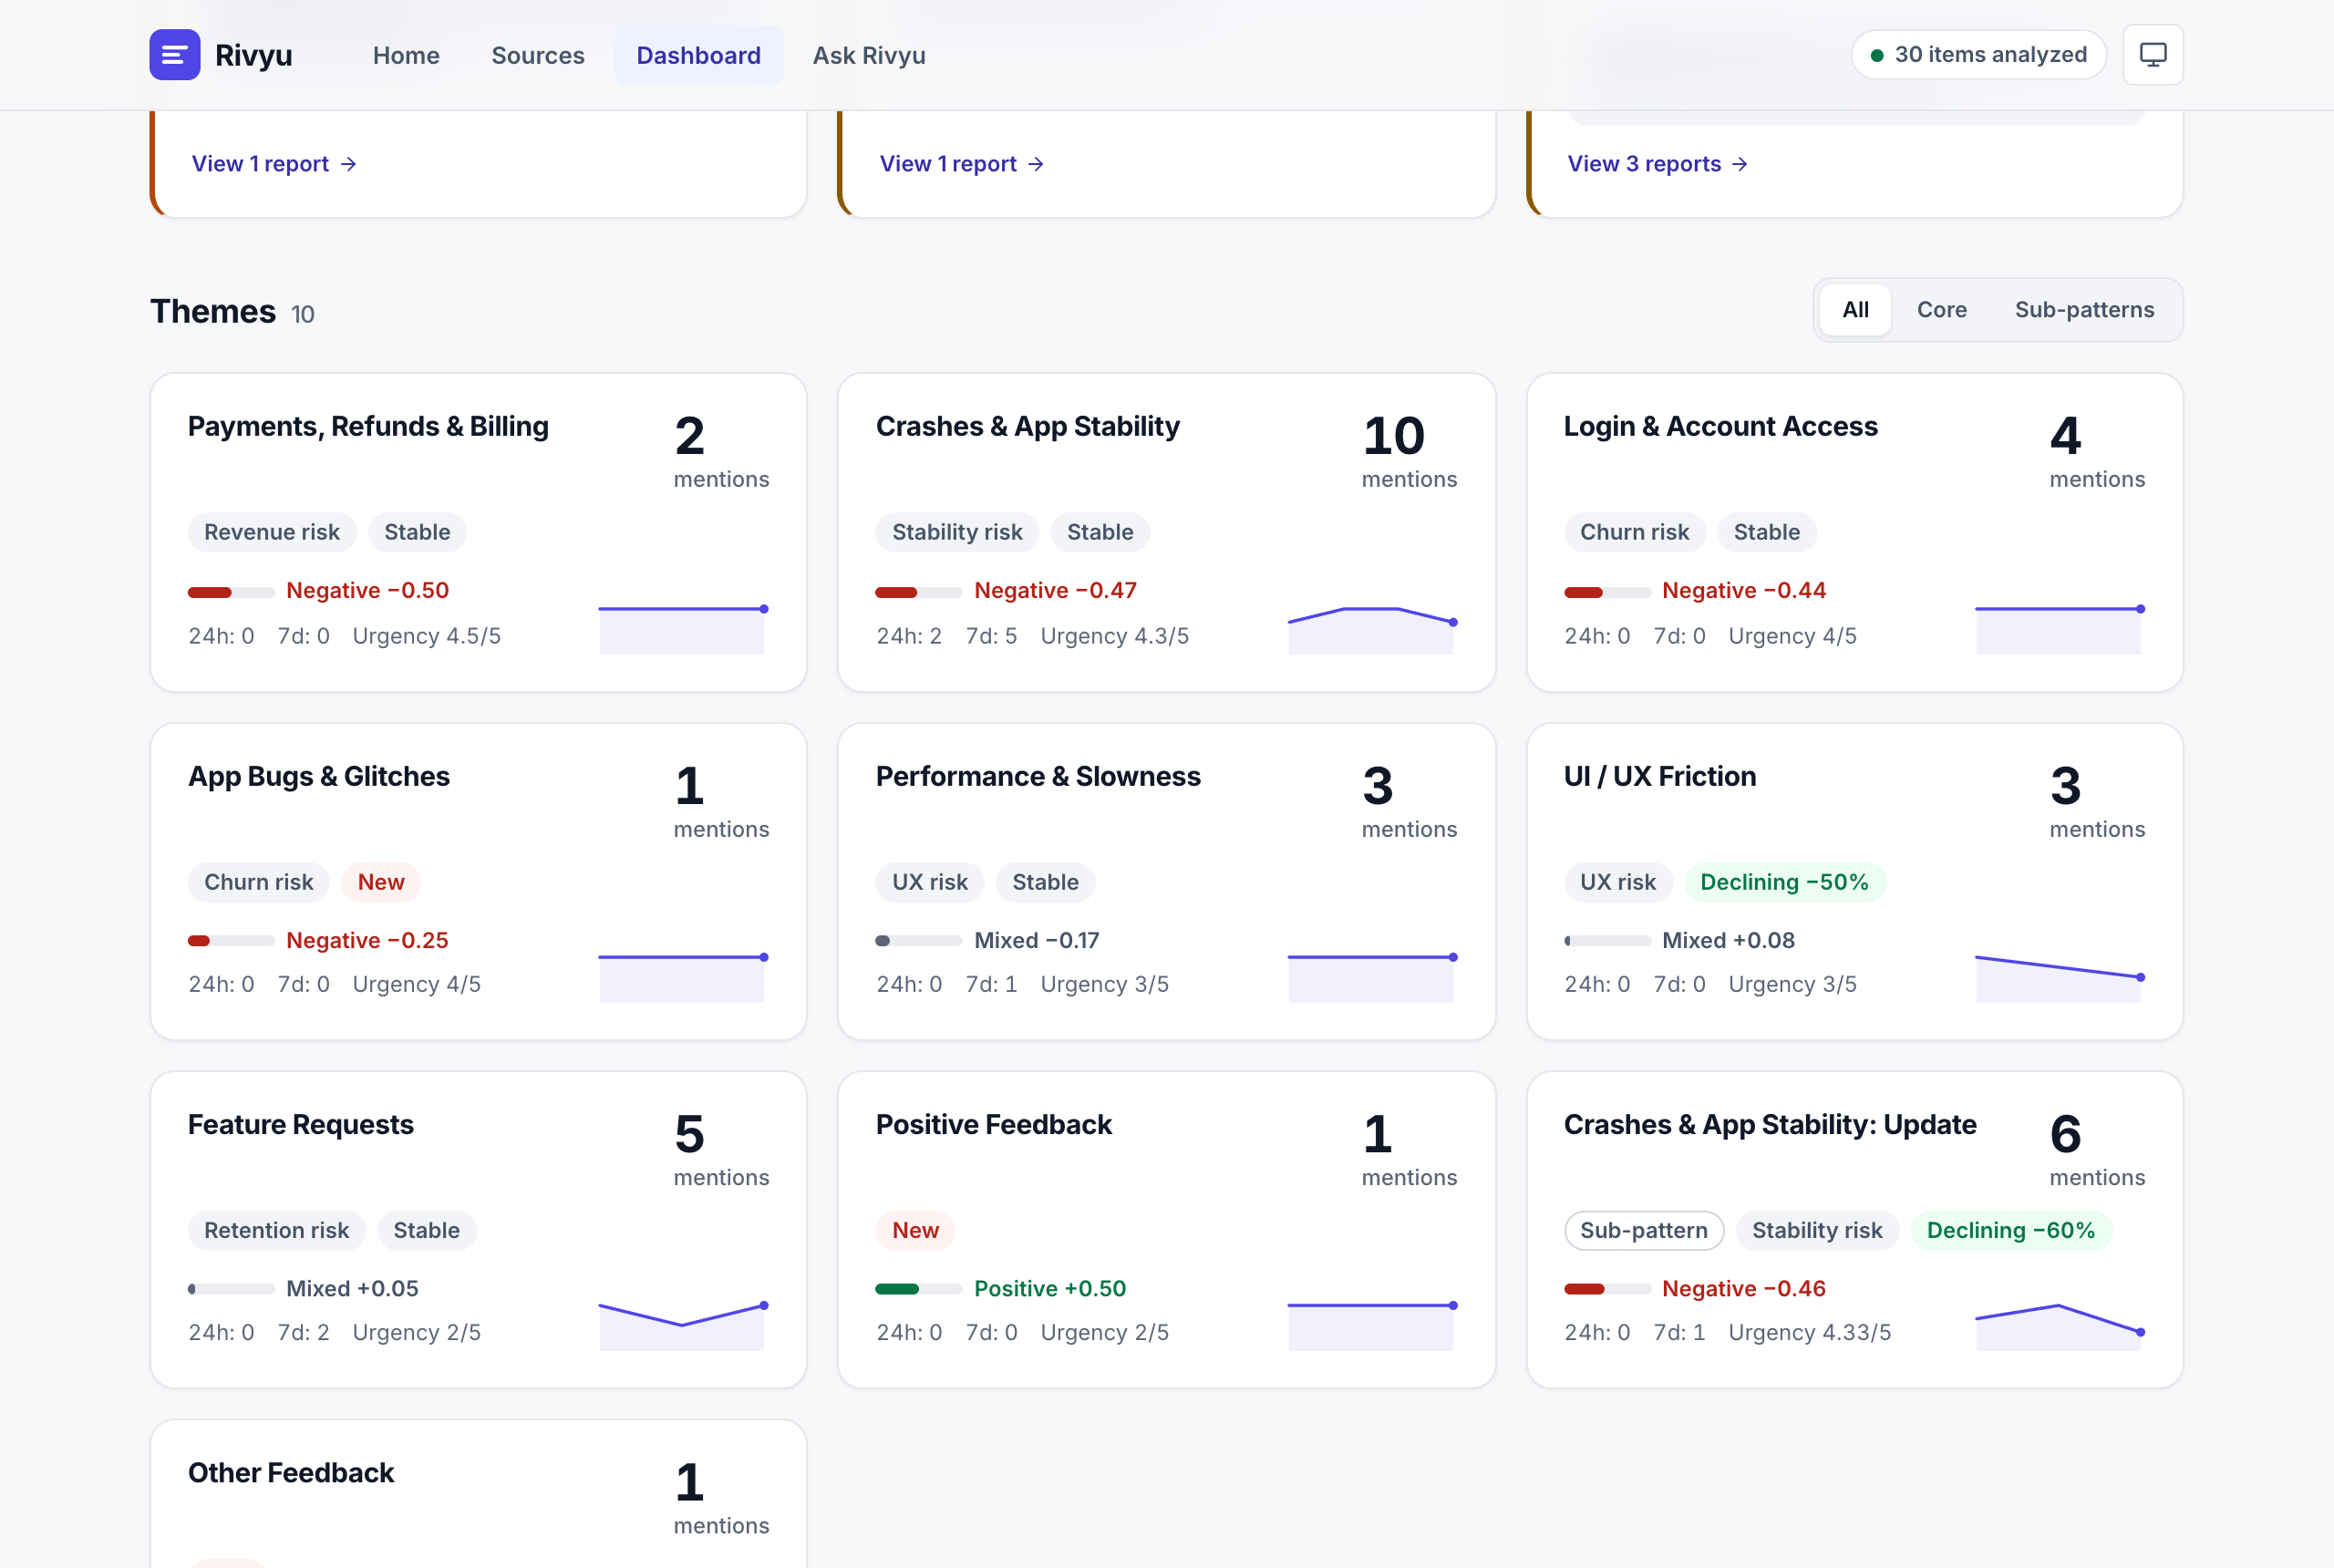 Rivyu
Home
Sources
Dashboard
Ask Rivyu
30 items analyzed
View 1 report →
View 1 report →
View 3 reports →
Themes 10
All
Core
Sub-patterns
Payments, Refunds & Billing
2
mentions
Revenue risk
Stable
Negative −0.50
24h: 0 7d: 0 Urgency 4.5/5
Crashes & App Stability
10
mentions
Stability risk
Stable
Negative −0.47
24h: 2 7d: 5 Urgency 4.3/5
Login & Account Access
4
mentions
Churn risk
Stable
Negative −0.44
24h: 0 7d: 0 Urgency 4/5
App Bugs & Glitches
1
mentions
Churn risk
New
Negative −0.25
24h: 0 7d: 0 Urgency 4/5
Performance & Slowness
3
mentions
UX risk
Stable
Mixed −0.17
24h: 0 7d: 1 Urgency 3/5
UI / UX Friction
3
mentions
UX risk
Declining −50%
Mixed +0.08
24h: 0 7d: 0 Urgency 3/5
Feature Requests
5
mentions
Retention risk
Stable
Mixed +0.05
24h: 0 7d: 2 Urgency 2/5
Positive Feedback
1
mentions
New
Positive +0.50
24h: 0 7d: 0 Urgency 2/5
Crashes & App Stability: Update
6
mentions
Sub-pattern
Stability risk
Declining −60%
Negative −0.46
24h: 0 7d: 1 Urgency 4.33/5
Other Feedback
1
mentions